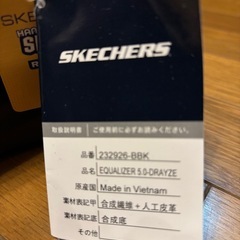 SKE
HAN
S
R
SKECHERS
取扱説明書 ご使用前に必ずお読みください
品番 232926-BBK
品名 EQUALIZER 5.0-DRAYZE
原産国 Made in Vietnam
素材表記甲 合成繊維+人工皮革
素材表記底 合成底
その他